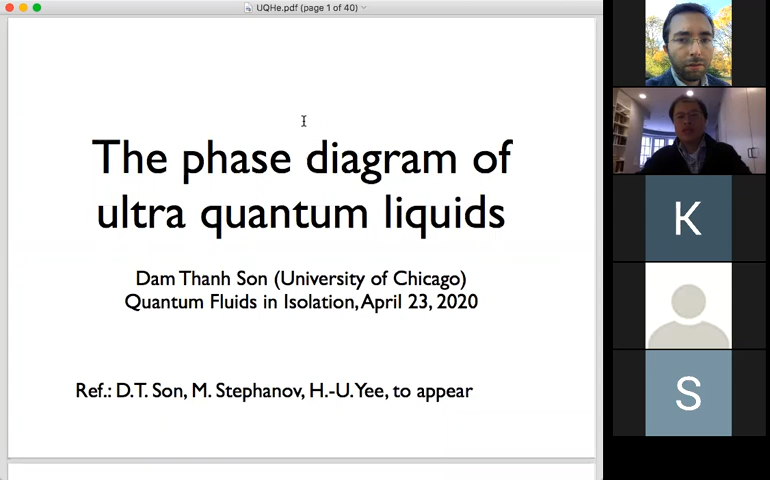 UQHe.pdf (page 1 of 40)
The phase diagram of
ultra quantum liquids
Dam Thanh Son (University of Chicago)
Quantum Fluids in Isolation, April 23, 2020
Ref.: D.T. Son, M. Stephanov, H.-U. Yee, to appear
K
S